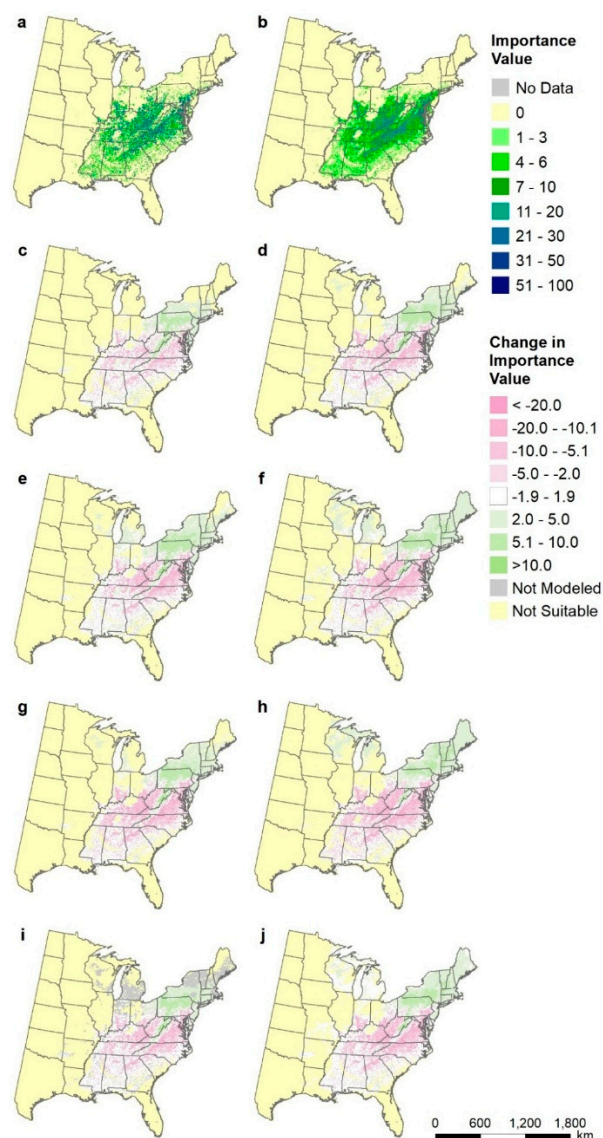 a
b
Importance
Value
No Data
0
1 - 3
4 - 6
7 - 10
11 - 20
21 - 30
31 - 50
51 - 100
c
d
Change in
Importance
Value
< -20.0
-20.0 - -10.1
-10.0 - -5.1
-5.0 - -2.0
-1.9 - 1.9
2.0 - 5.0
5.1 - 10.0
>10.0
Not Modeled
Not Suitable
e
f
g
h
i
j
0 600 1,200 1,800
km